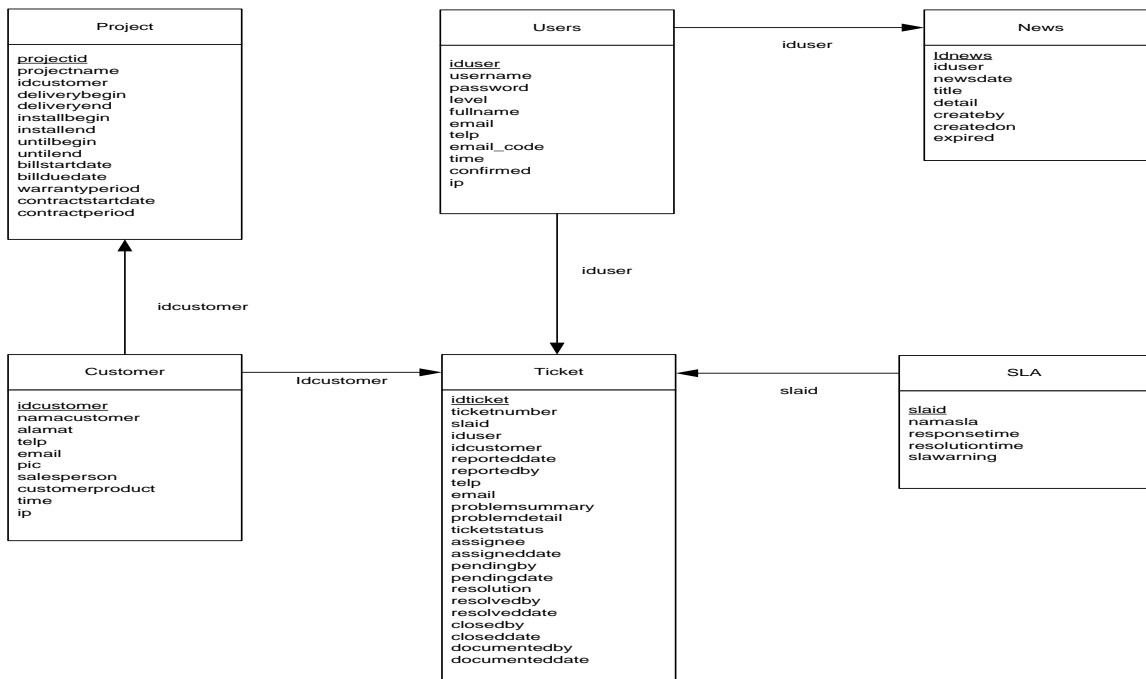 Project
projectid
projectname
idcustomer
deliverybegin
deliveryend
installbegin
installend
untilbegin
untilend
billstartdate
billduedate
warrantyperiod
contractstartdate
contractperiod
Users
iduser
username
password
level
fullname
email
telp
email_code
time
confirmed
ip
iduser
News
Idnews
iduser
newsdate
title
detail
createby
createdon
expired
idcustomer
iduser
Customer
idcustomer
namacustomer
alamat
telp
email
pic
salesperson
customerproduct
time
ip
Idcustomer
Ticket
idticket
ticketnumber
slaid
iduser
idcustomer
reporteddate
reportedby
telp
email
problemsummary
problemdetail
ticketstatus
assignee
assigneddate
pendingby
pendingdate
resolution
resolvedby
resolveddate
closedby
closeddate
documentedby
documenteddate
slaid
SLA
slaid
namasla
responsetime
resolutiontime
slawarning